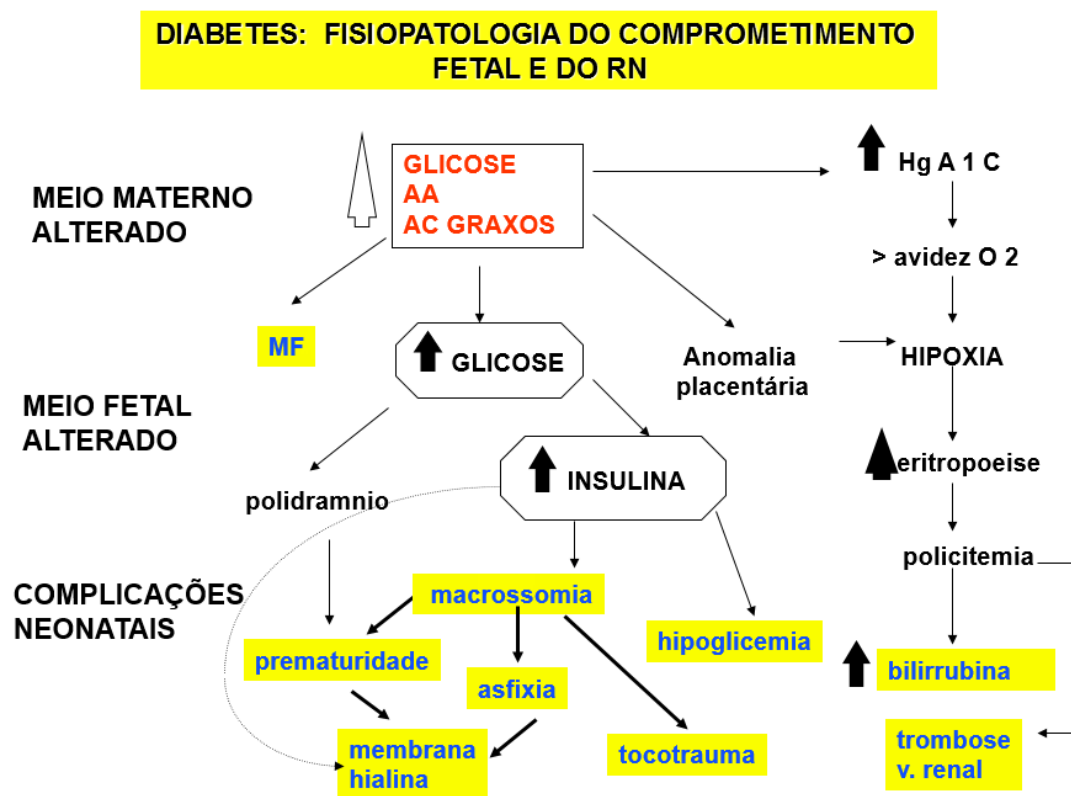 DIABETES: FISIOPATOLOGIA DO COMPROMETIMENTO
FETAL E DO RN
MEIO MATERNO
ALTERADO
GLICOSE
AA
AC GRAXOS
Hg A 1 C
> avidez O 2
MF
GLICOSE
Anomalia
placentária
HIPOXIA
MEIO FETAL
ALTERADO
polidramnio
INSULINA
eritropoeise
policitemia
COMPLICAÇÕES
NEONATAIS
macrossomia
prematuridade
asfixia
hipoglicemia
bilirrubina
membrana
hialina
tocotrauma
trombose
v. renal